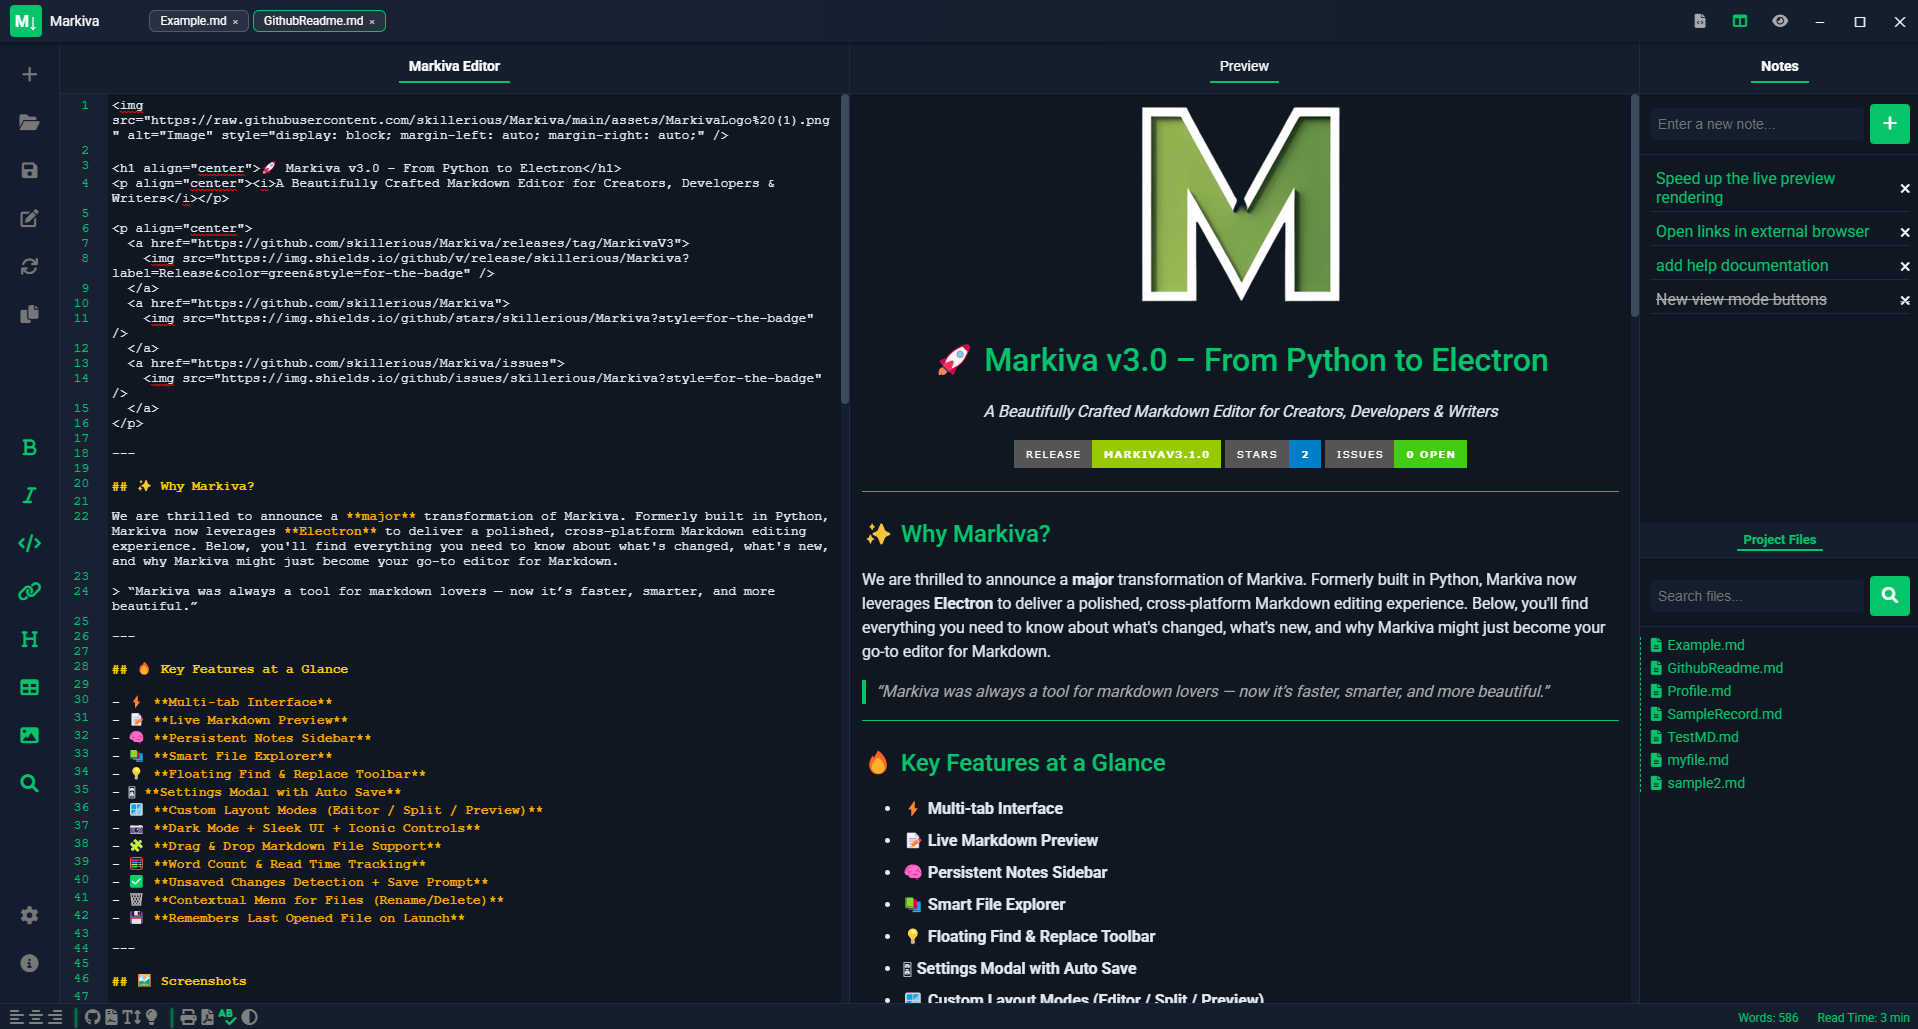 M↓ Markiva
Example.md ×
GithubReadme.md ×
Markiva Editor
1 <img
src="https://raw.githubusercontent.com/skillerious/Markiva/main/assets/MarkivaLogo%20(1).png
" alt="Image" style="display: block; margin-left: auto; margin-right: auto;" />
2
3 <h1 align="center">🚀 Markiva v3.0 – From Python to Electron</h1>
4 <p align="center"><i>A Beautifully Crafted Markdown Editor for Creators, Developers &
Writers</i></p>
5
6 <p align="center">
7 <a href="https://github.com/skillerious/Markiva/releases/tag/MarkivaV3">
8 <img src="https://img.shields.io/github/v/release/skillerious/Markiva?
label=Release&color=green&style=for-the-badge" />
9 </a>
10 <a href="https://github.com/skillerious/Markiva">
11 <img src="https://img.shields.io/github/stars/skillerious/Markiva?style=for-the-badge"
/>
12 </a>
13 <a href="https://github.com/skillerious/Markiva/issues">
14 <img src="https://img.shields.io/github/issues/skillerious/Markiva?style=for-the-badge"
/>
15 </a>
16 </p>
17
18 ---
19
20 ## ✨ Why Markiva?
21
22 We are thrilled to announce a **major** transformation of Markiva. Formerly built in Python,
Markiva now leverages **Electron** to deliver a polished, cross-platform Markdown editing
experience. Below, you'll find everything you need to know about what's changed, what's new,
and why Markiva might just become your go-to editor for Markdown.
23
24 > “Markiva was always a tool for markdown lovers — now it’s faster, smarter, and more
beautiful.”
25
26 ---
27
28 ## 🔥 Key Features at a Glance
29
30 - ⚡ **Multi-tab Interface**
31 - 📝 **Live Markdown Preview**
32 - 🧠 **Persistent Notes Sidebar**
33 - 📚 **Smart File Explorer**
34 - 💡 **Floating Find & Replace Toolbar**
35 - 🎛 **Settings Modal with Auto Save**
36 - 🪟 **Custom Layout Modes (Editor / Split / Preview)**
37 - 📷 **Dark Mode + Sleek UI + Iconic Controls**
38 - 🧩 **Drag & Drop Markdown File Support**
39 - 🧮 **Word Count & Read Time Tracking**
40 - ✅ **Unsaved Changes Detection + Save Prompt**
41 - 🗑 **Contextual Menu for Files (Rename/Delete)**
42 - 💾 **Remembers Last Opened File on Launch**
43
44 ---
45
46 ## 🖼 Screenshots
47
Preview
M
🚀 Markiva v3.0 – From Python to Electron
A Beautifully Crafted Markdown Editor for Creators, Developers & Writers
RELEASE MARKIVAV3.1.0 STARS 2 ISSUES 0 OPEN
✨ Why Markiva?
We are thrilled to announce a major transformation of Markiva. Formerly built in Python, Markiva now
leverages Electron to deliver a polished, cross-platform Markdown editing experience. Below, you'll find
everything you need to know about what's changed, what's new, and why Markiva might just become your
go-to editor for Markdown.
“Markiva was always a tool for markdown lovers — now it’s faster, smarter, and more beautiful.”
🔥 Key Features at a Glance
• ⚡ Multi-tab Interface
• 📝 Live Markdown Preview
• 🧠 Persistent Notes Sidebar
• 📚 Smart File Explorer
• 💡 Floating Find & Replace Toolbar
• 🎛 Settings Modal with Auto Save
• 🪟 Custom Layout Modes (Editor / Split / Preview)
Notes
Enter a new note...
Speed up the live preview
rendering
Open links in external browser
add help documentation
New view mode buttons
Project Files
Search files...
Example.md
GithubReadme.md
Profile.md
SampleRecord.md
TestMD.md
myfile.md
sample2.md
Words: 586 Read Time: 3 min